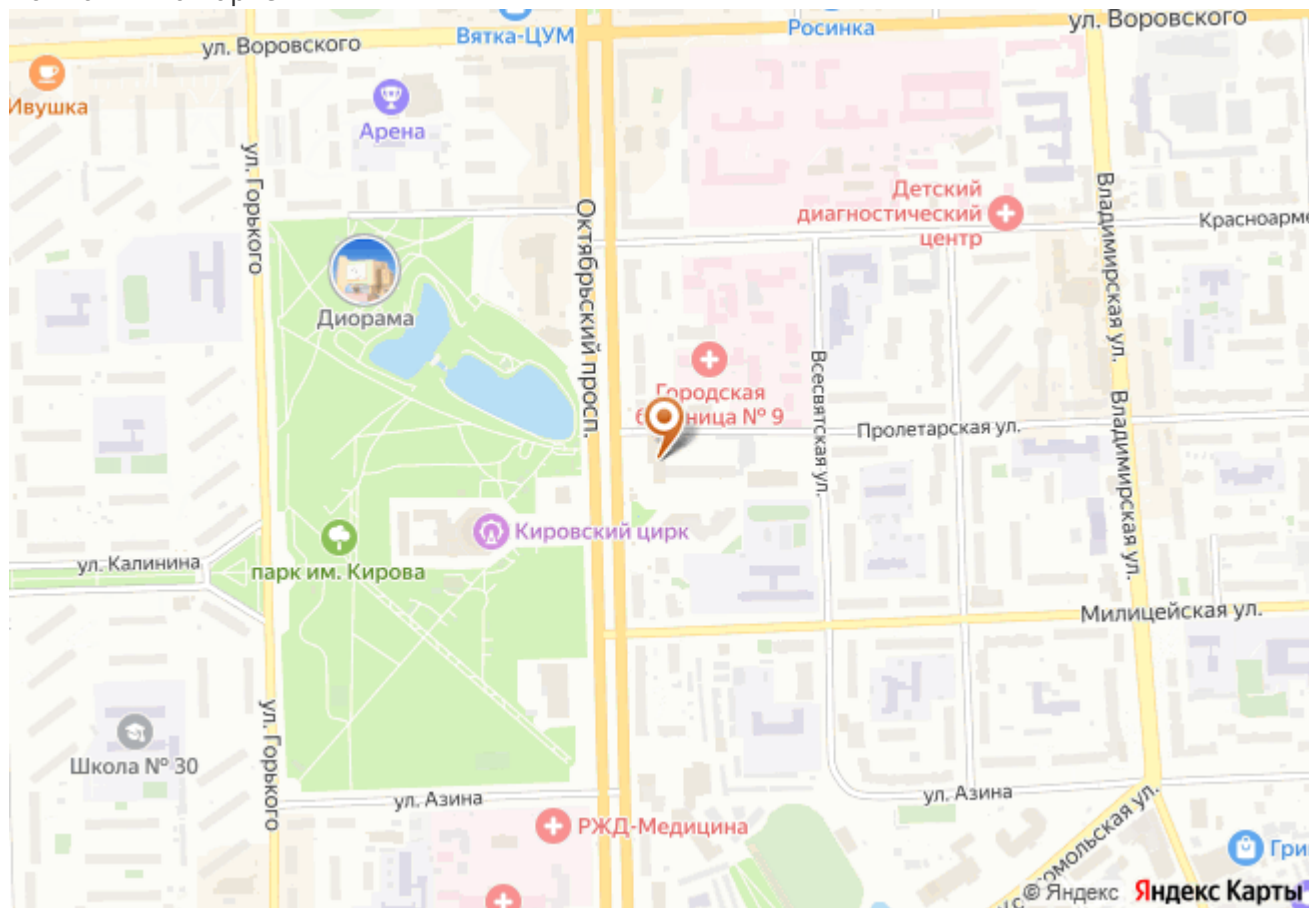 ул. Воровского
ул. Воровского
Вятка-ЦУМ
Росинка
Ивушка
Арена
ул. Горького
Октябрьский просп.
Детский
диагностический
центр
Владимирская ул.
Красноарме
Диорама
Городская
ница № 9
Всесвятская ул.
Пролетарская ул.
Владимирская ул.
Кировский цирк
ул. Калинина
парк им. Кирова
Милицейская ул.
Школа № 30
ул. Горького
ул. Азина
ул. Азина
РЖД-Медицина
омольская ул.
Гри
© Яндекс Яндекс Карты